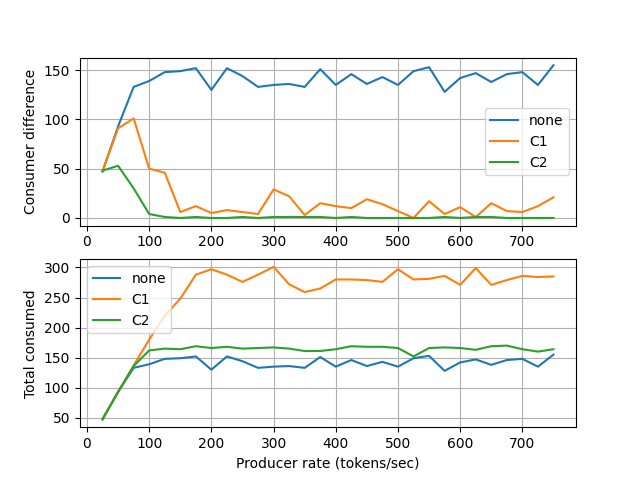 150
100
50
0
Consumer difference
none
C1
C2
0 100 200 300 400 500 600 700
300
250
200
150
100
50
Total consumed
none
C1
C2
0 100 200 300 400 500 600 700
Producer rate (tokens/sec)